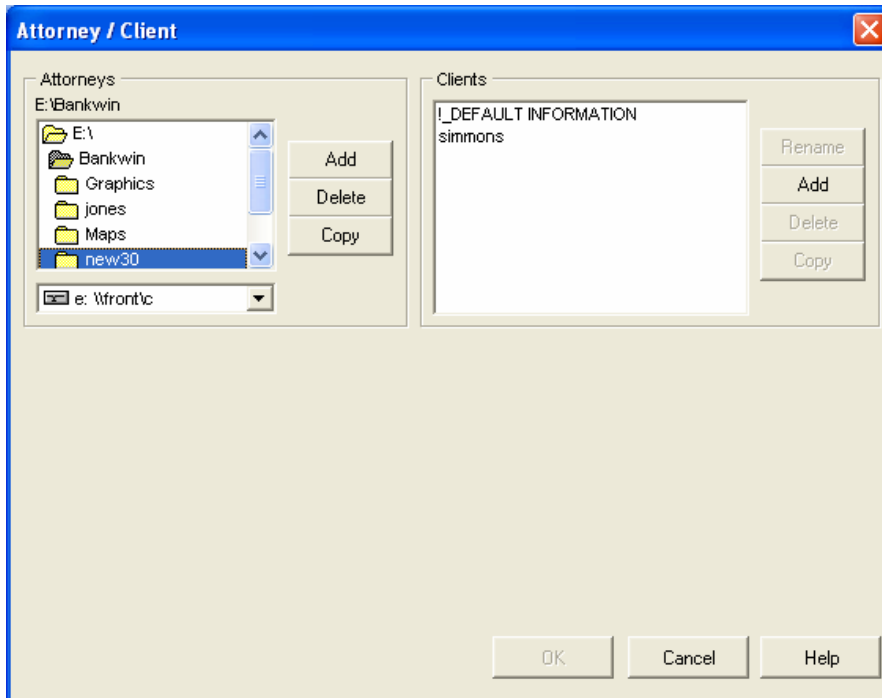 Attorney / Client
Attorneys
E:\Bankwin
E:\
Bankwin
Graphics
jones
Maps
new30
e: \\front\c
Add
Delete
Copy
Clients
!_DEFAULT INFORMATION
simmons
Rename
Add
Delete
Copy
OK
Cancel
Help